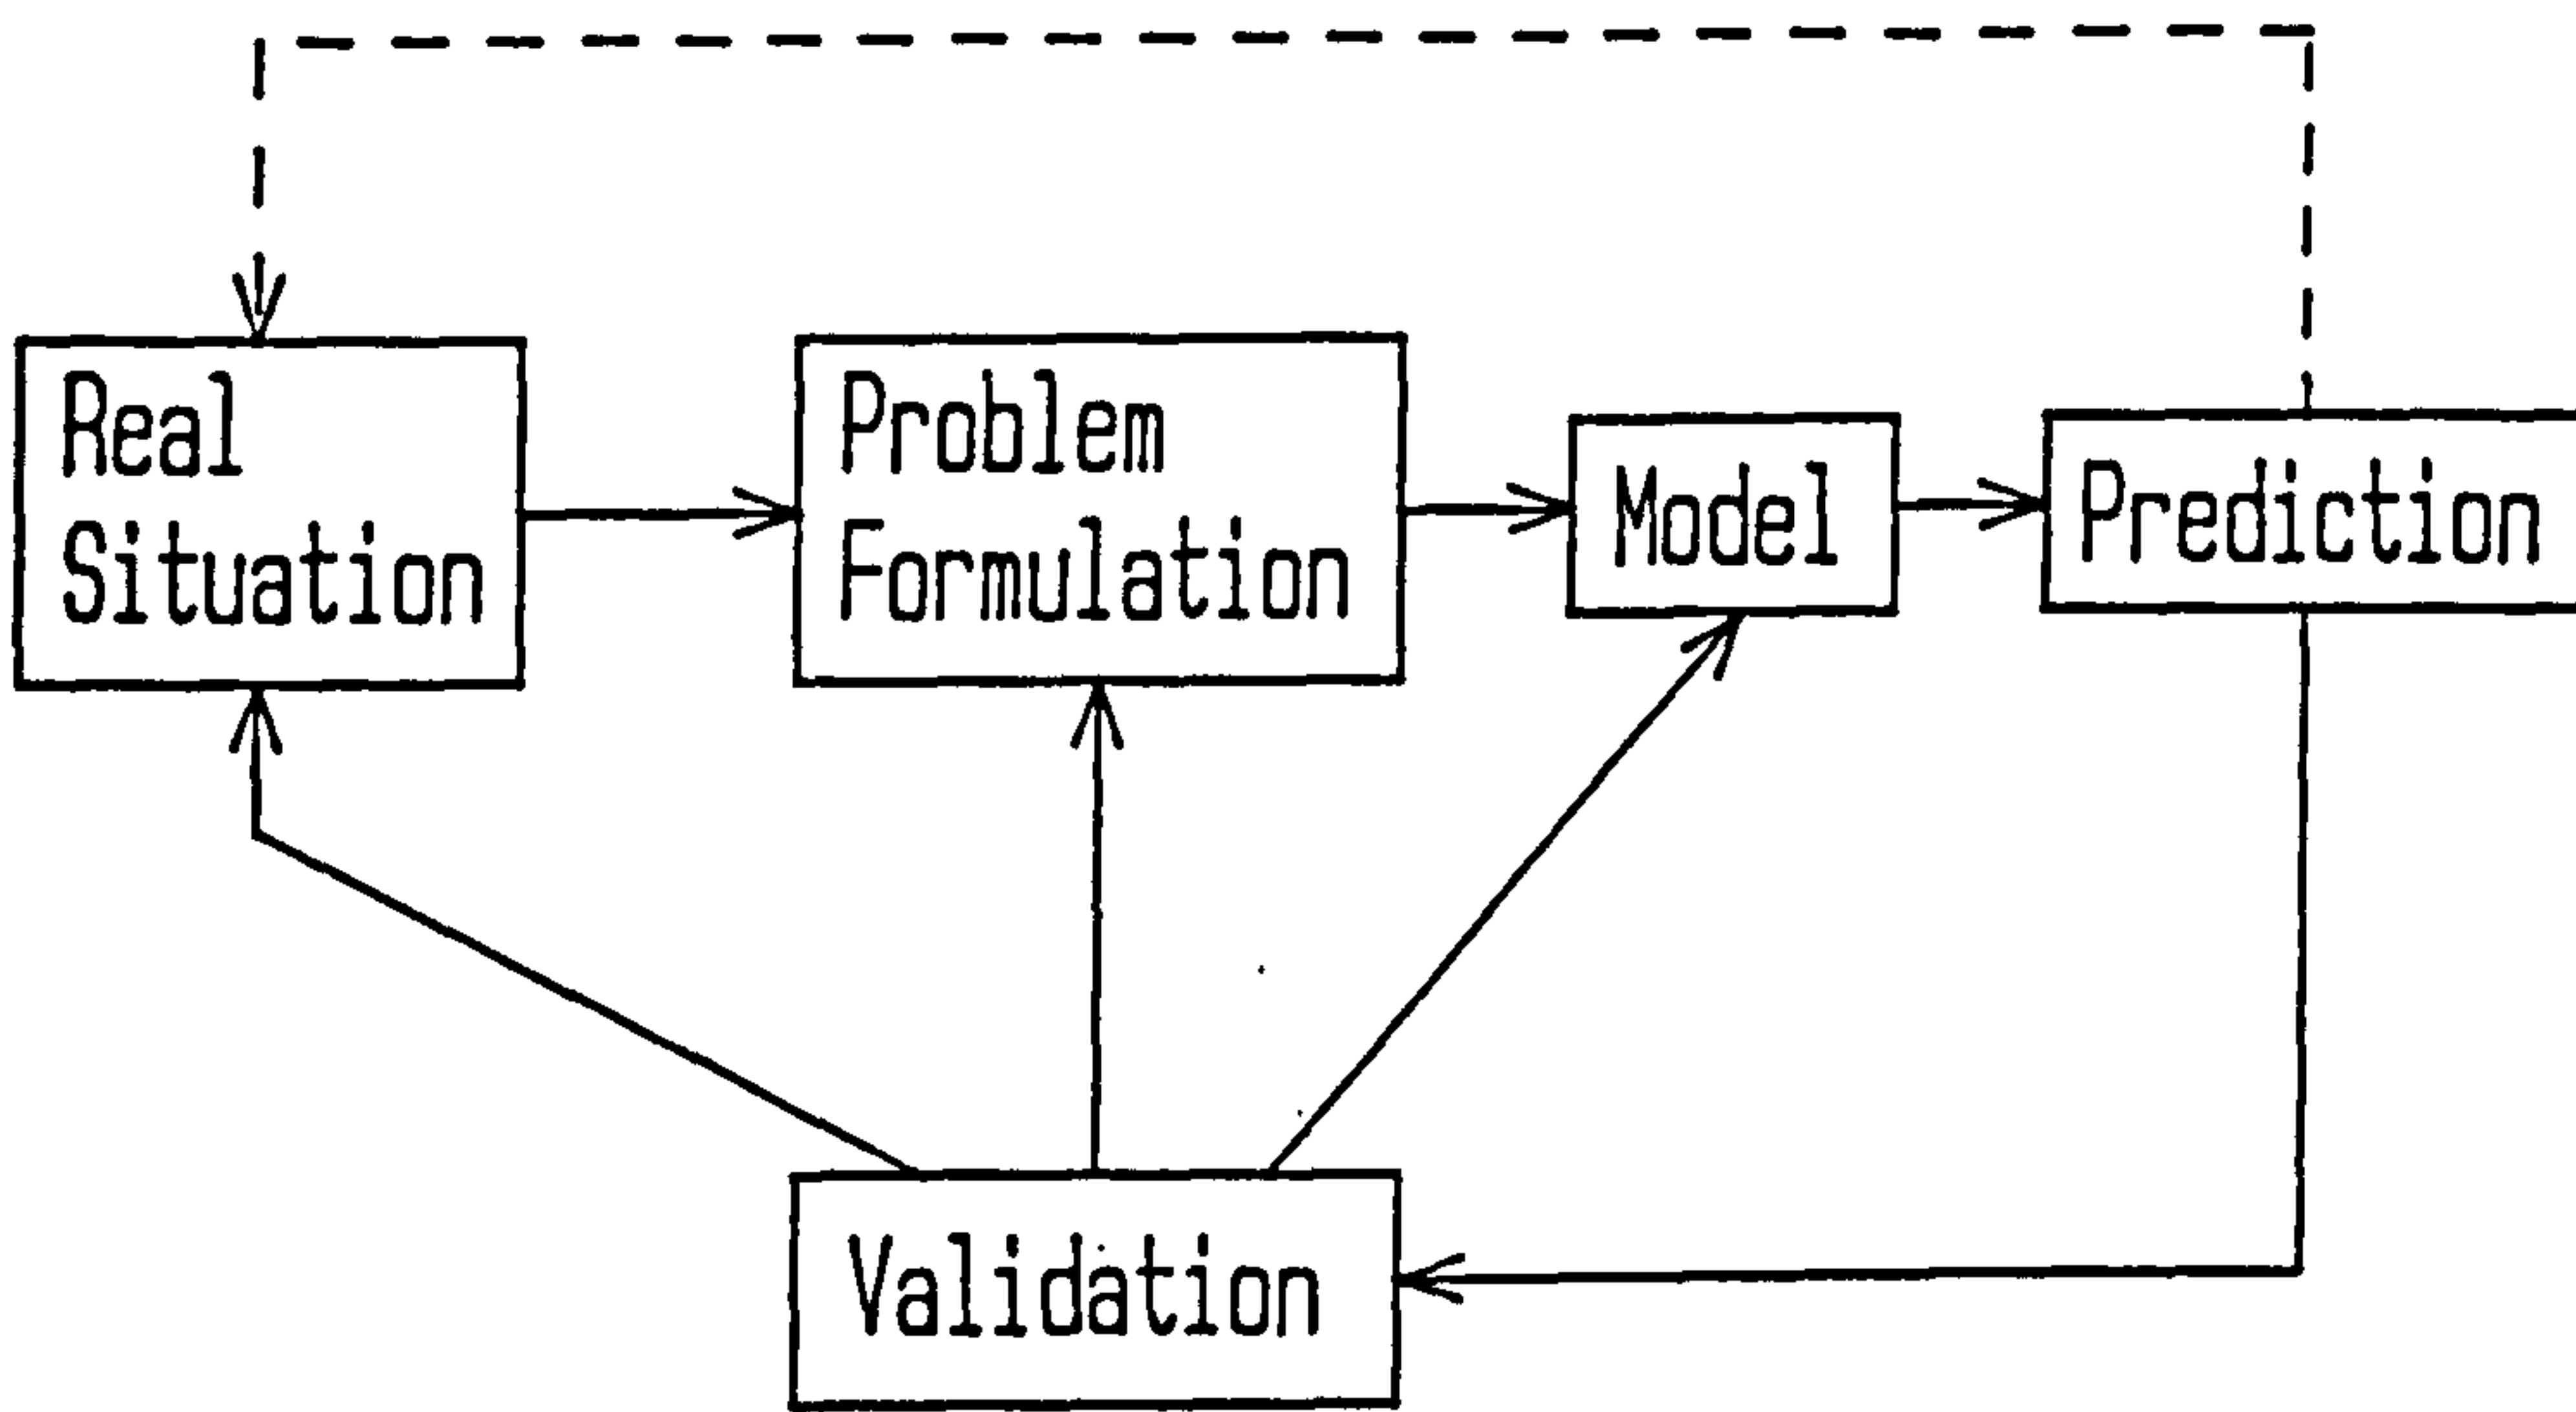 Real
Situation
Problem
Formulation
Model
Prediction
Validation